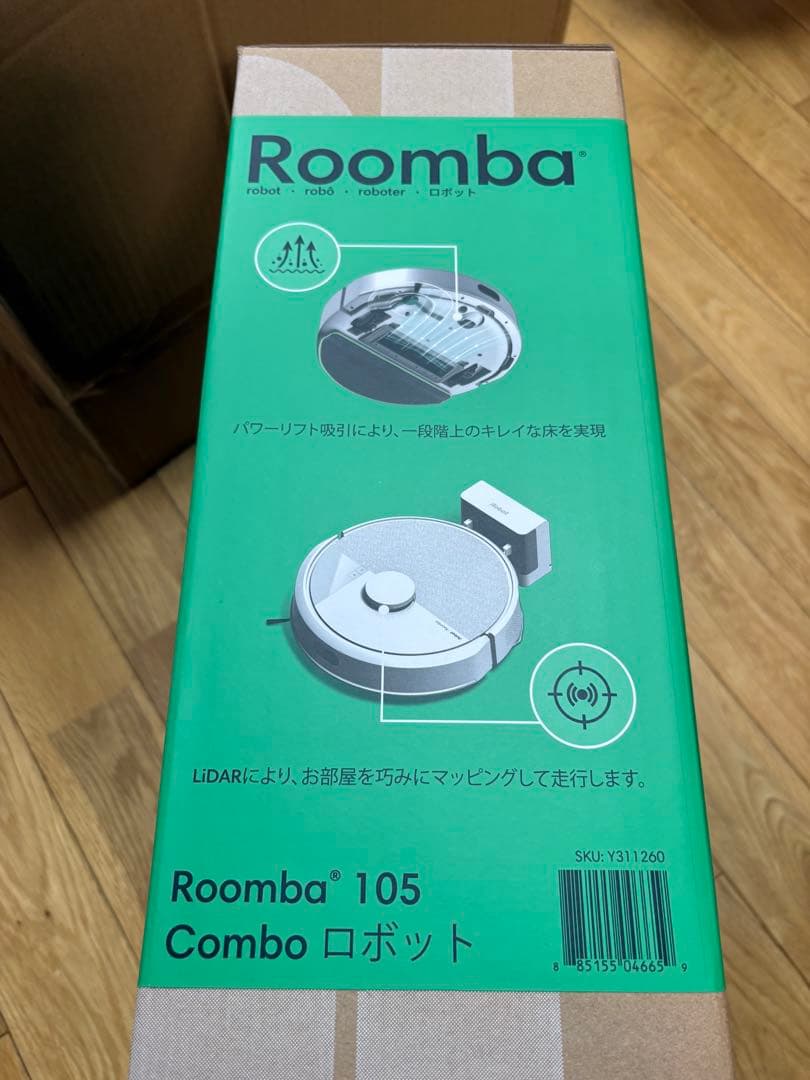 Roomba®
robot · robô · roboter · ロボット
パワーリフト吸引により、一段階上のキレイな床を実現
iRobot
LiDARにより、お部屋を巧みにマッピングして走行します。
SKU: Y311260
Roomba® 105
Combo ロボット
8 85155 04665 9